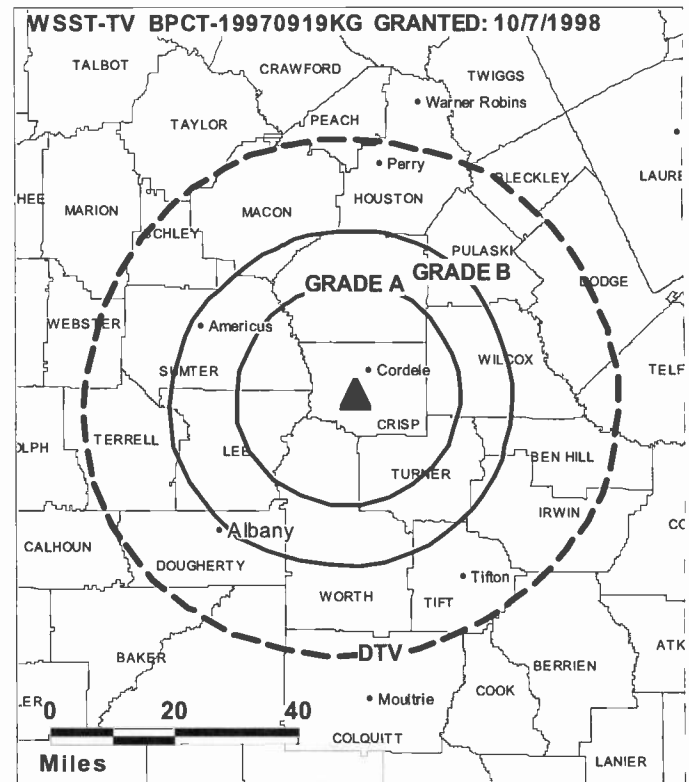 WSST-TV BPCT-19970919KG GRANTED: 10/7/1998
TALBOT
CRAWFORD
TWIGGS
Warner Robins
PEACH
TAYLOR
Perry
BLECKLEY
LAURE
HEE
MARION
MACON
HOUSTON
CHLEY
PULASKI
GRADE B
GRADE A
DODGE
WEBSTER
Americus
WILCOX
TELF
SUMTER
Cordele
CRISP
OLPH
TERRELL
LEE
TURNER
BEN HILL
IRWIN
CO
Albany
CALHOUN
DOUGHERTY
Tifton
WORTH
TIFT
DTV
BAKER
BERRIEN
ATK
ER
Moultrie
COOK
0 20 40
COLQUITT
Miles
LANIER